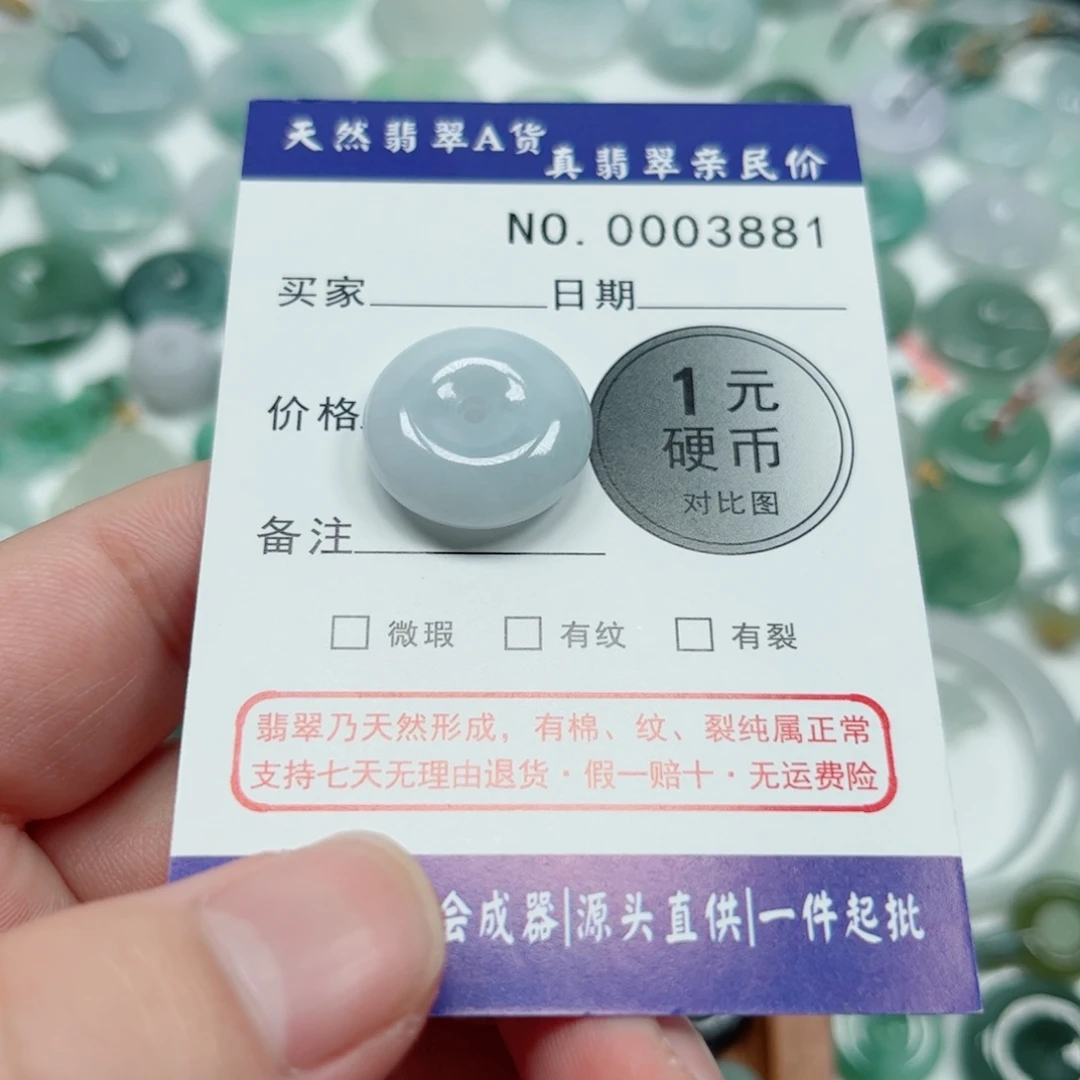 天然翡翠A货
真翡翠亲民价
NO. 0003881
买家 日期
价格
1元
硬币
对比图
备注
微瑕 有纹 有裂
翡翠乃天然形成，有棉、纹、裂纯属正常
支持七天无理由退货·假一赔十·无运费险
会成器|源头直供|一件起批